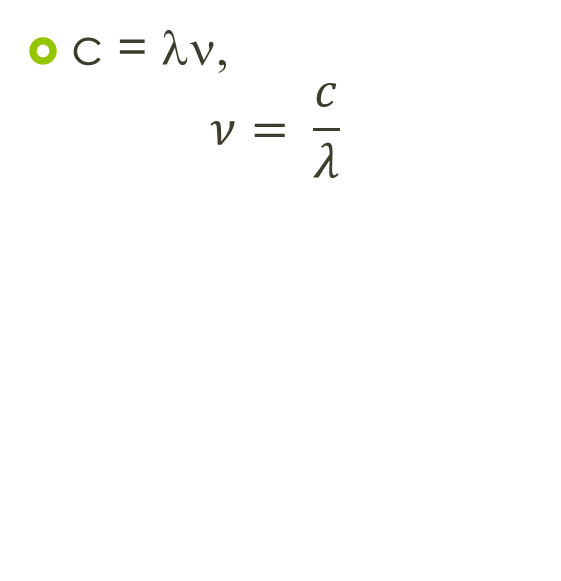 c = λν,
ν = c/λ